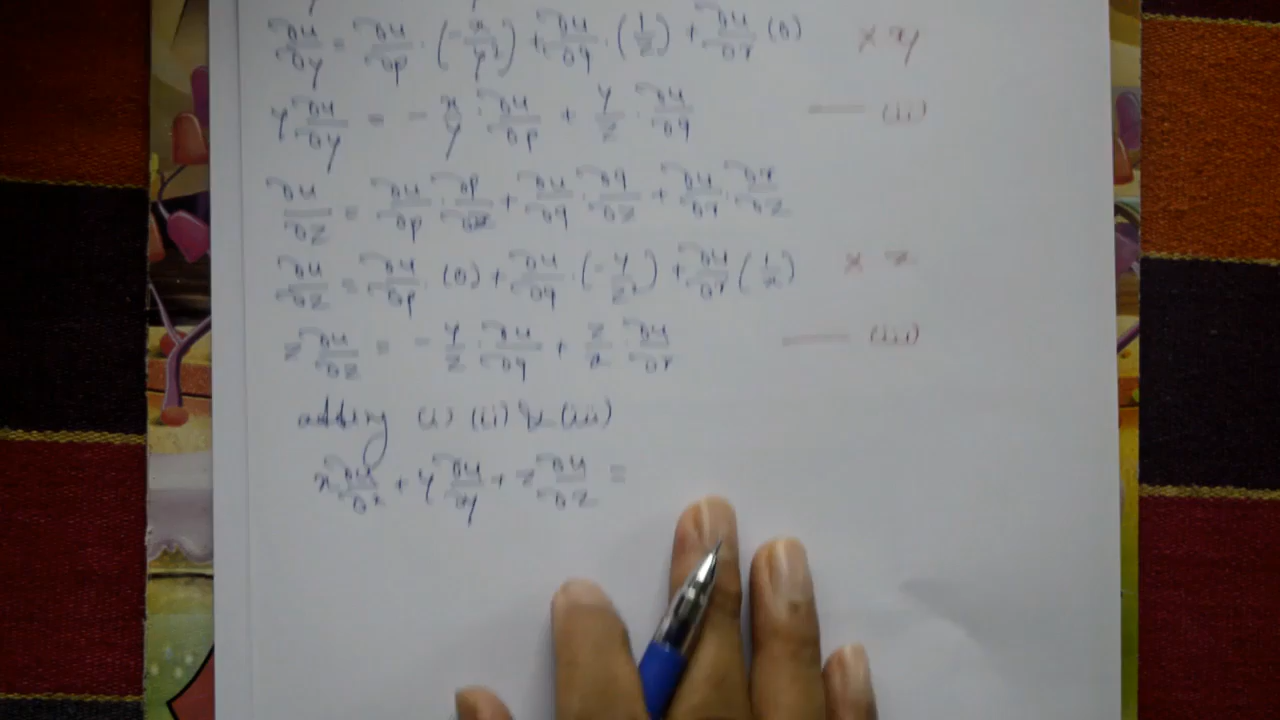 ∂u/∂y = ∂u/∂p · (-x/y²) + ∂u/∂q · (1/z) + ∂u/∂r (0) × y
y ∂u/∂y = - x/y · ∂u/∂p + y/z · ∂u/∂q —— (ii)
∂u/∂z = ∂u/∂p · ∂p/∂z + ∂u/∂q · ∂q/∂z + ∂u/∂r · ∂r/∂z
∂u/∂z = ∂u/∂p · (0) + ∂u/∂q · (-y/z²) + ∂u/∂r (1/x) × z
z ∂u/∂z = - y/z · ∂u/∂q + z/x · ∂u/∂r —— (iii)
adding (i) (ii) & (iii)
x ∂u/∂x + y ∂u/∂y + z ∂u/∂z =